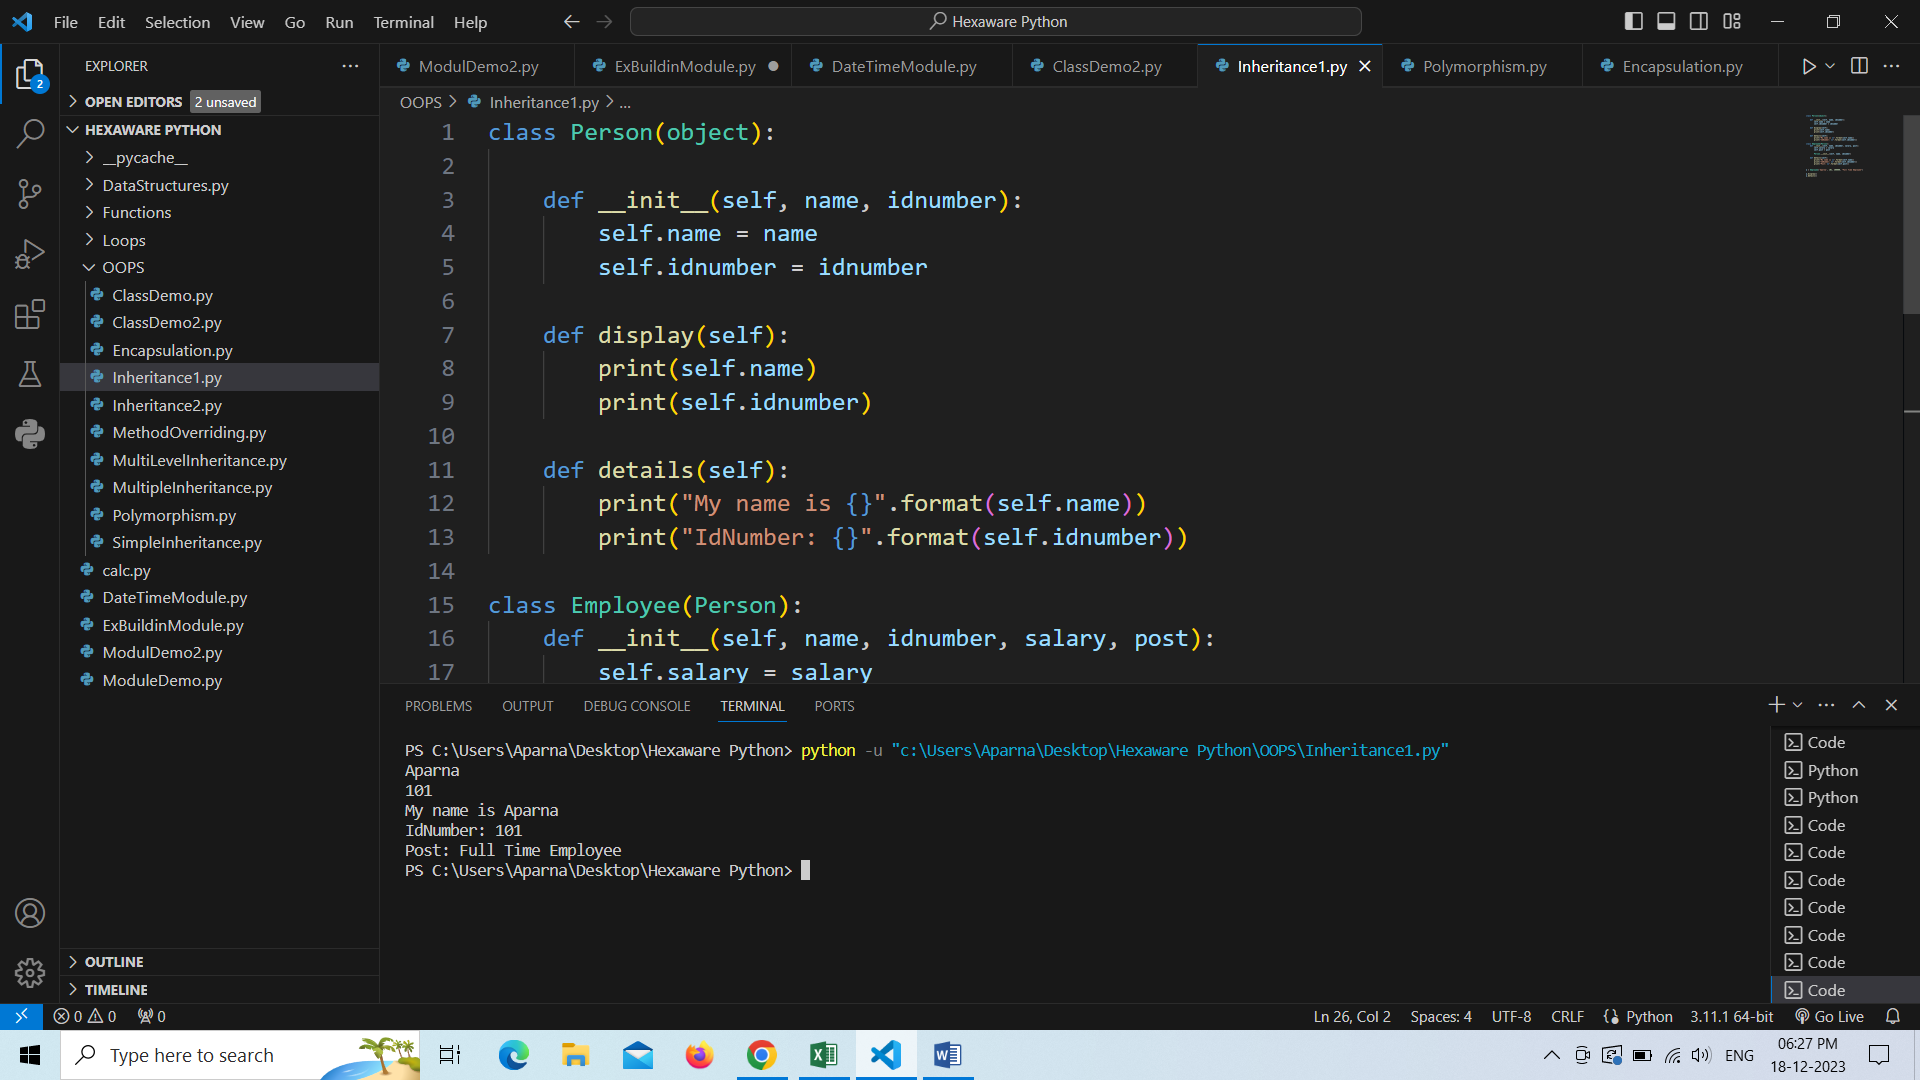 File Edit Selection View Go Run Terminal Help
Hexaware Python
2
EXPLORER
OPEN EDITORS 2 unsaved
HEXAWARE PYTHON
__pycache__
DataStructures.py
Functions
Loops
OOPS
ClassDemo.py
ClassDemo2.py
Encapsulation.py
Inheritance1.py
Inheritance2.py
MethodOverriding.py
MultiLevelInheritance.py
MultipleInheritance.py
Polymorphism.py
SimpleInheritance.py
calc.py
DateTimeModule.py
ExBuildinModule.py
ModulDemo2.py
ModuleDemo.py
OUTLINE
TIMELINE
ModulDemo2.py ExBuildinModule.py DateTimeModule.py ClassDemo2.py Inheritance1.py Polymorphism.py Encapsulation.py
OOPS > Inheritance1.py > ...
1 class Person(object):
2
3 def __init__(self, name, idnumber):
4 self.name = name
5 self.idnumber = idnumber
6
7 def display(self):
8 print(self.name)
9 print(self.idnumber)
10
11 def details(self):
12 print("My name is {}".format(self.name))
13 print("IdNumber: {}".format(self.idnumber))
14
15 class Employee(Person):
16 def __init__(self, name, idnumber, salary, post):
17 self.salary = salary
PROBLEMS OUTPUT DEBUG CONSOLE TERMINAL PORTS
PS C:\Users\Aparna\Desktop\Hexaware Python> python -u "c:\Users\Aparna\Desktop\Hexaware Python\OOPS\Inheritance1.py"
Aparna
101
My name is Aparna
IdNumber: 101
Post: Full Time Employee
PS C:\Users\Aparna\Desktop\Hexaware Python>
Code
Python
Python
Code
Code
Code
Code
Code
Code
Code
0 0 0
Ln 26, Col 2 Spaces: 4 UTF-8 CRLF Python 3.11.1 64-bit Go Live
Type here to search
ENG
06:27 PM
18-12-2023